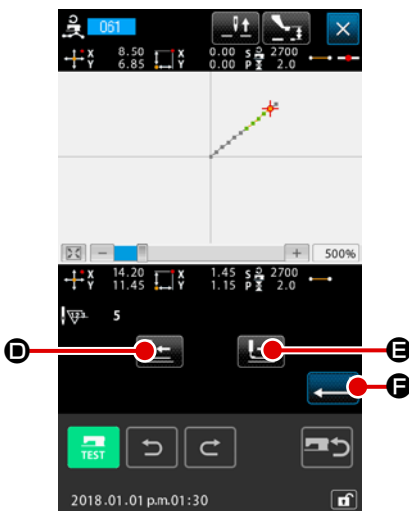 061
X 8.50 X 0.00 S 2700
Y 6.85 Y 0.00 P 2.0
500%
X 14.20 X 1.45 S 2700
Y 11.45 Y 1.15 P 2.0
123 5
D E
F
TEST
2018.01.01 p.m.01:30